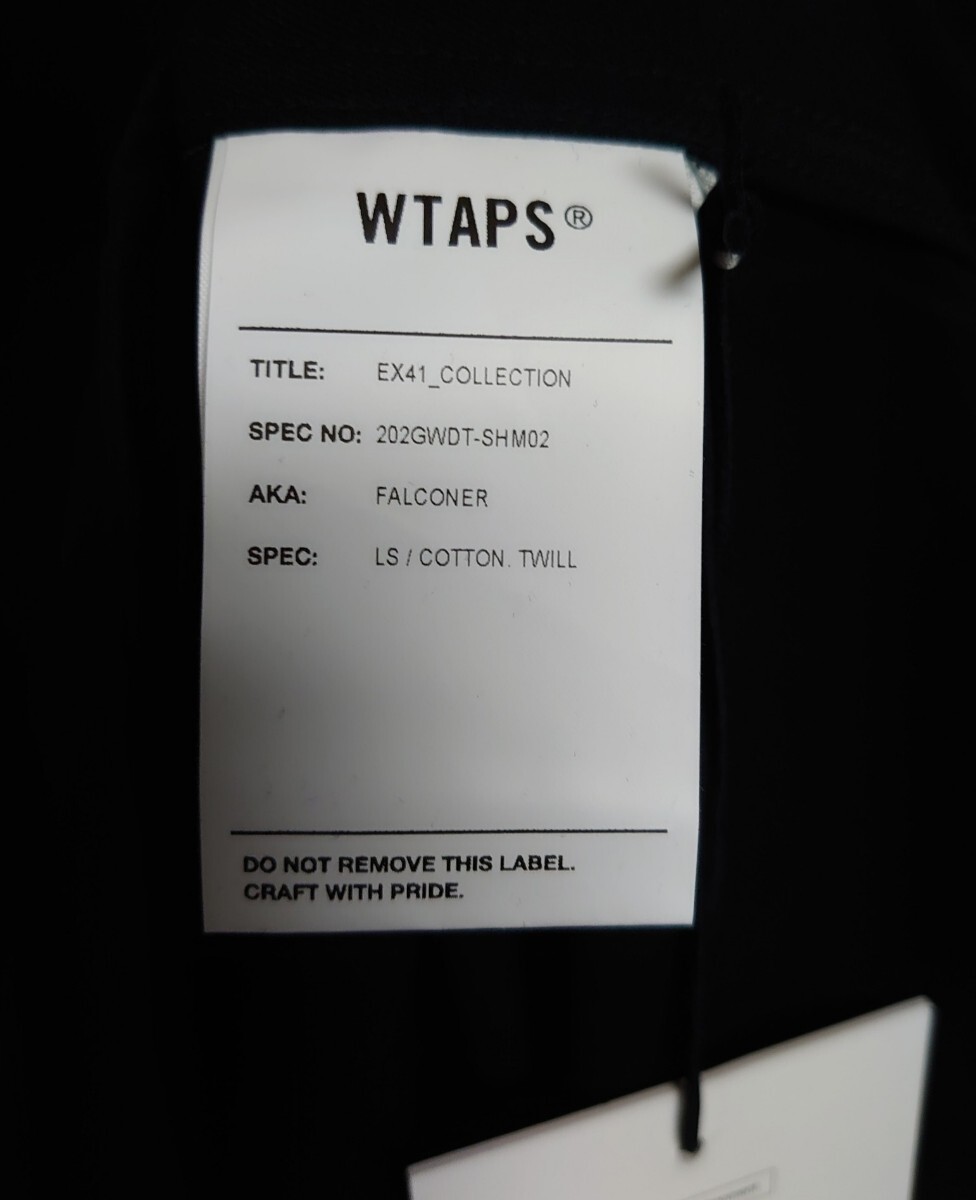 WTAPS®
TITLE: EX41_COLLECTION
SPEC NO: 202GWDT-SHM02
AKA: FALCONER
SPEC: LS / COTTON. TWILL
DO NOT REMOVE THIS LABEL.
CRAFT WITH PRIDE.